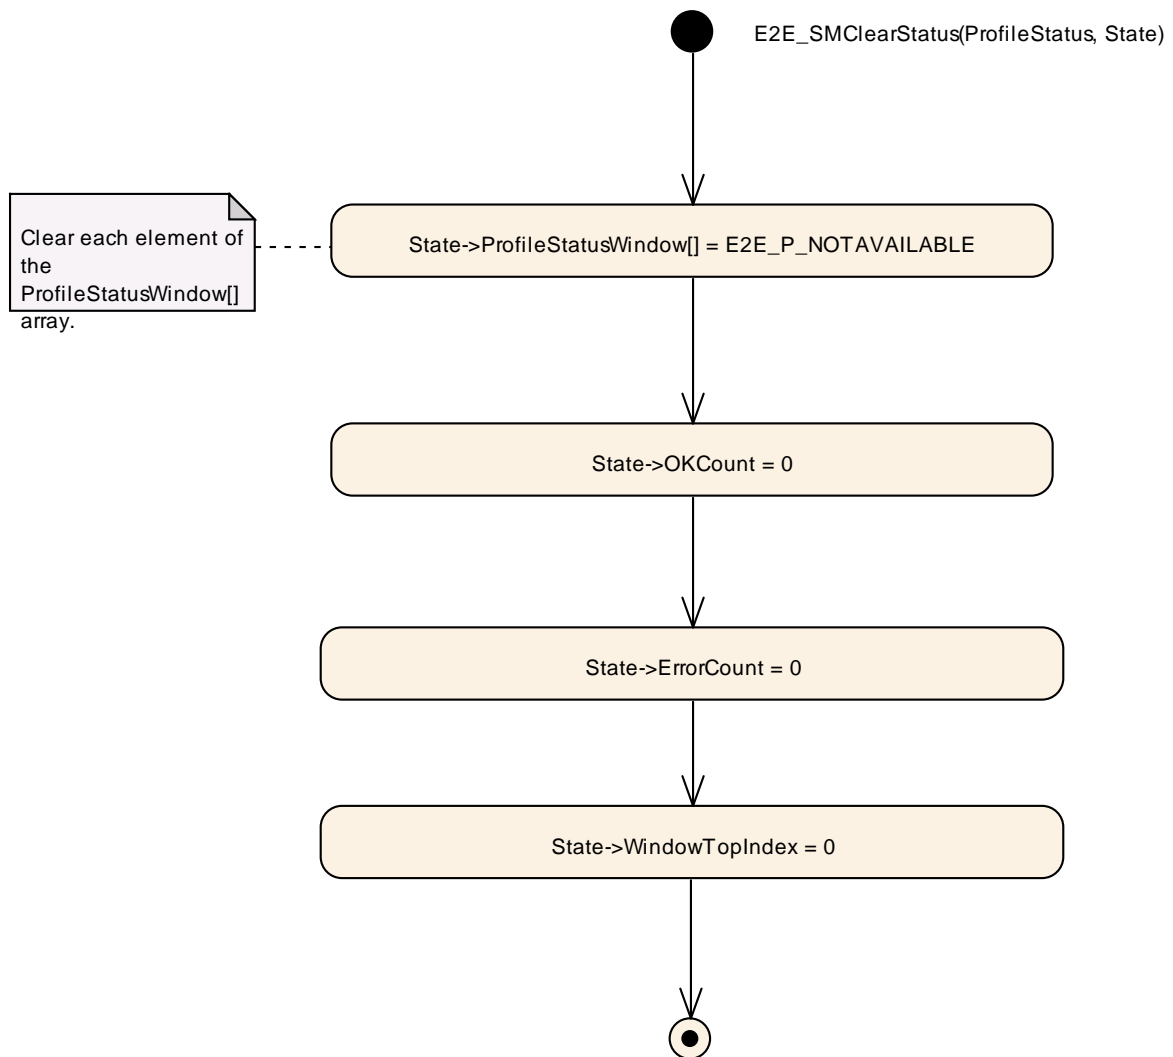 E2E_SMClearStatus(ProfileStatus, State)
Clear each element of
the
ProfileStatusWindow[]
array.
State->ProfileStatusWindow[] = E2E_P_NOTAVAILABLE
State->OKCount = 0
State->ErrorCount = 0
State->WindowTopIndex = 0